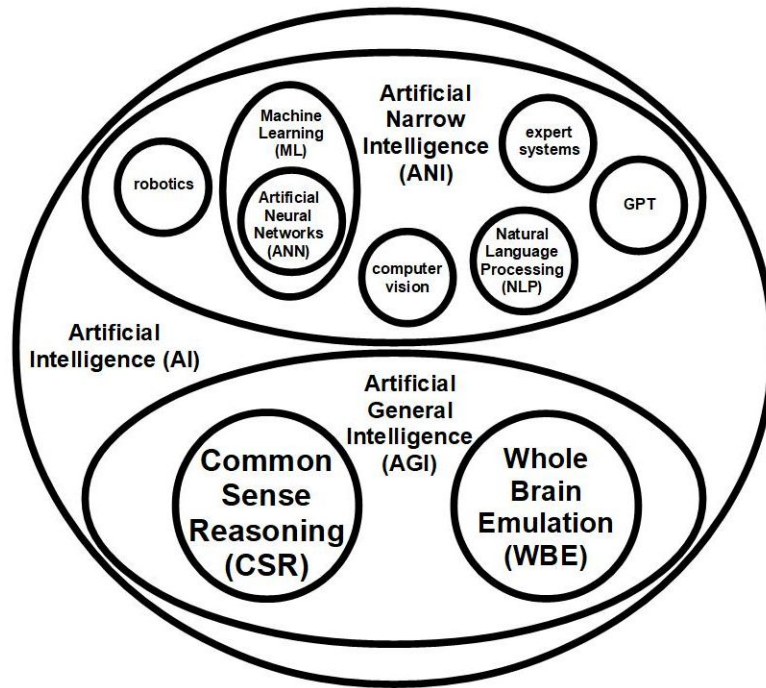 Artificial
Narrow
Intelligence
(ANI)
Machine
Learning
(ML)
Artificial
Neural
Networks
(ANN)
robotics
expert
systems
GPT
computer
vision
Natural
Language
Processing
(NLP)
Artificial
Intelligence (AI)
Artificial
General
Intelligence
(AGI)
Common
Sense
Reasoning
(CSR)
Whole
Brain
Emulation
(WBE)